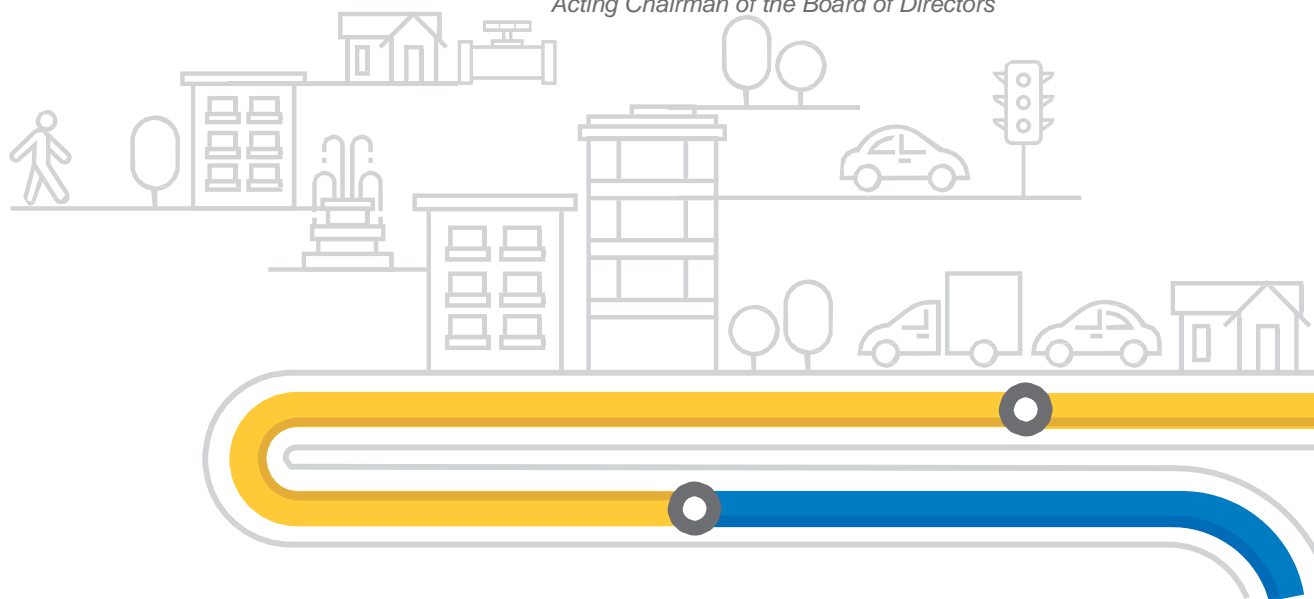 Acting Chairman of the Board of Directors